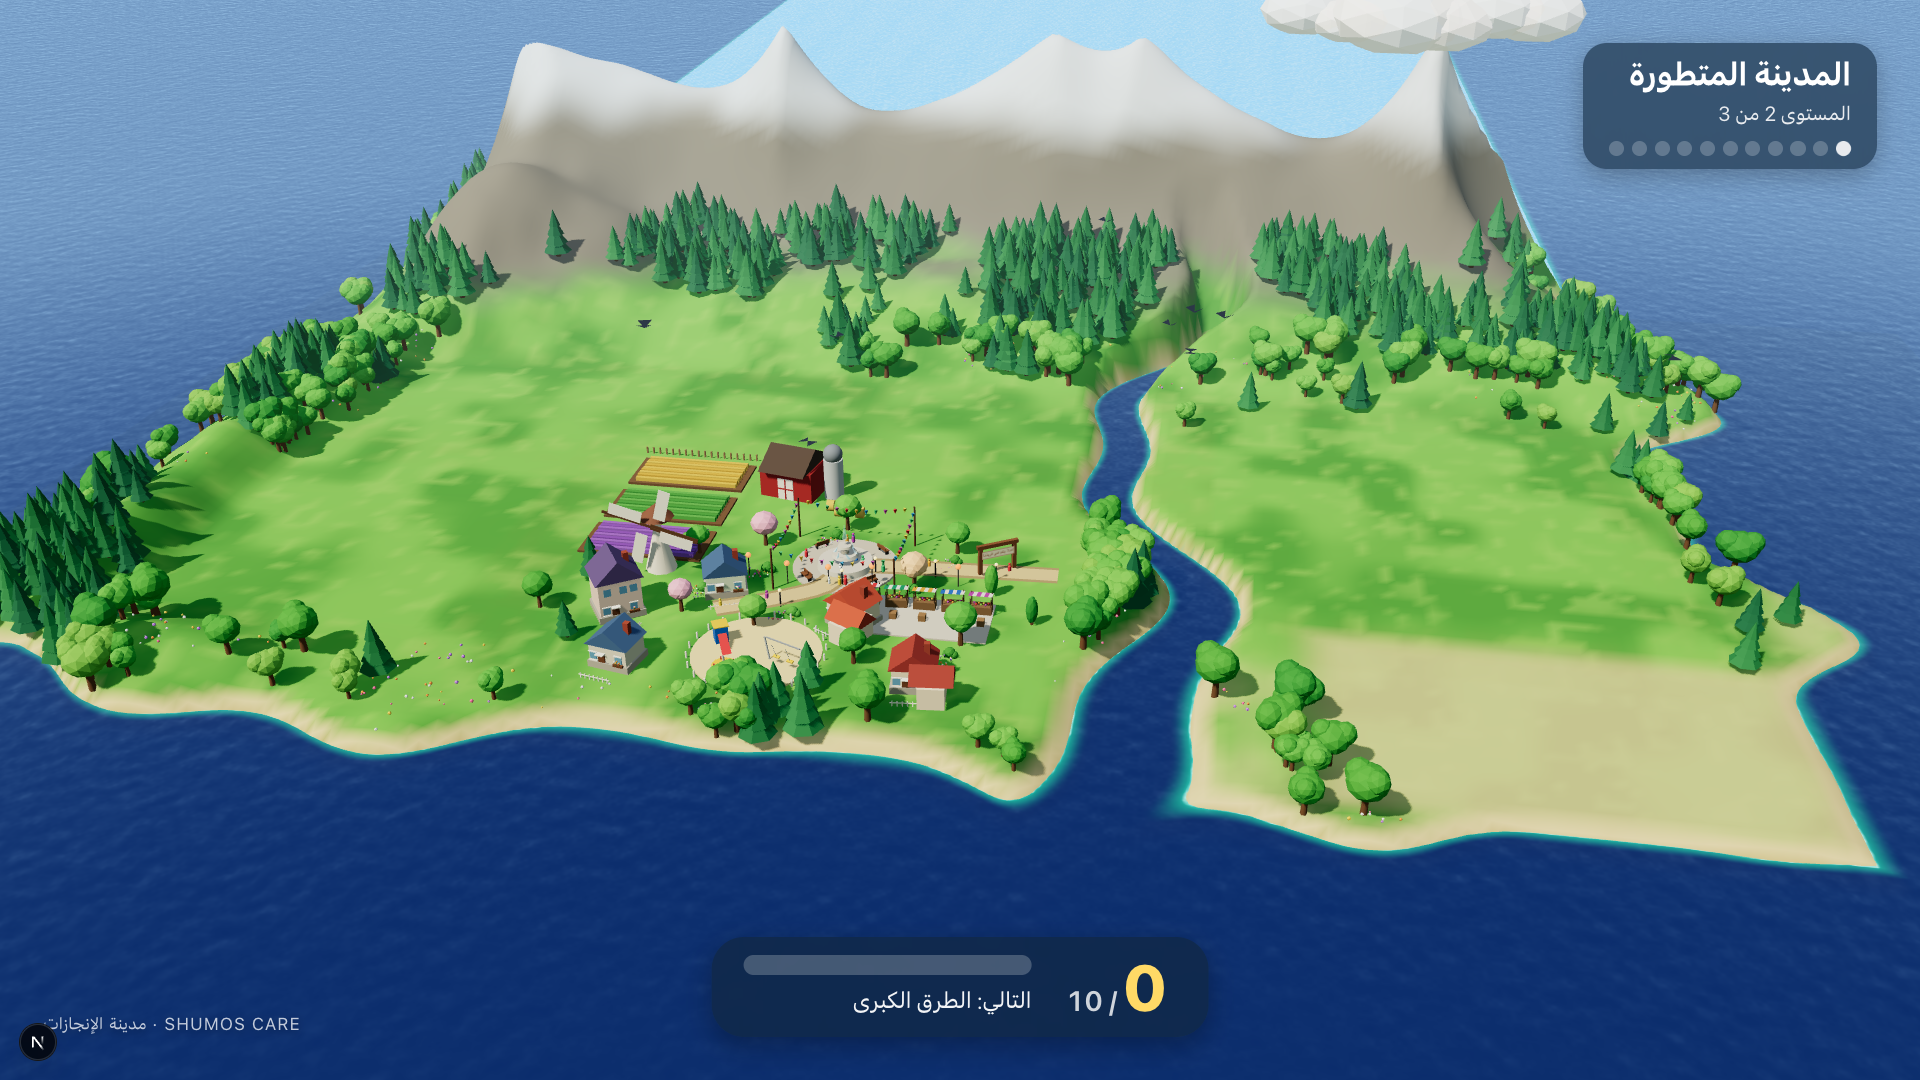 المدينة المتطورة
المستوى 2 من 3
0 / 10
التالي: الطرق الكبرى
SHUMOS CARE · مدينة الإنجازات
N